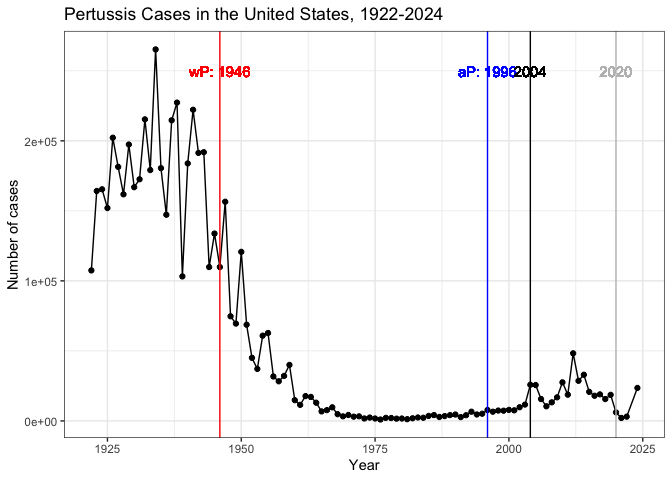 Pertussis Cases in the United States, 1922-2024
wP: 1946
aP: 1996
2004
2020
Number of cases
2e+05
1e+05
0e+00
1925
1950
1975
2000
2025
Year